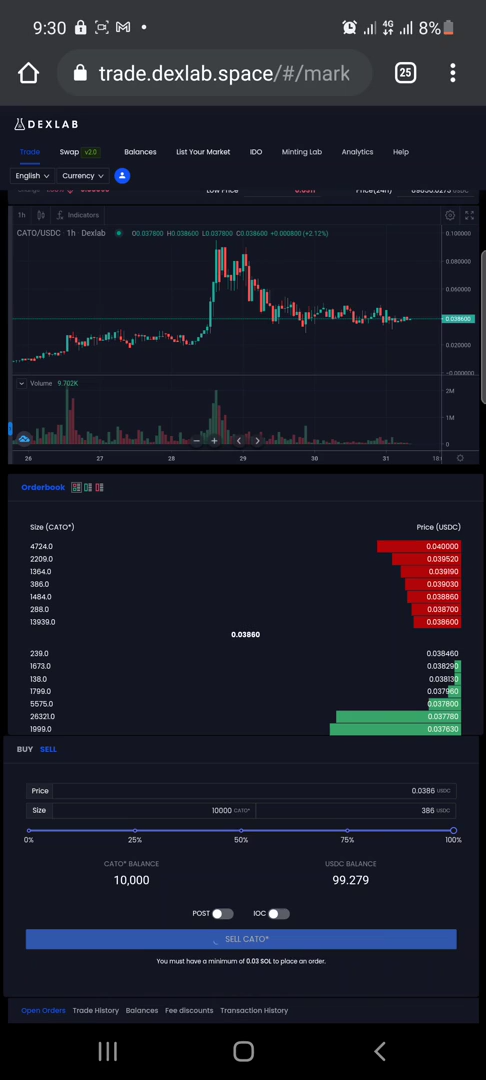 9:30 4G 8%
trade.dexlab.space/#/mark 25
DEXLAB
Trade Swap v2.0 Balances List Your Market IDO Minting Lab Analytics Help
English Currency
Low Price Price(24h) USDC
1h Indicators
CATO/USDC · 1h · Dexlab O0.037800 H0.038600 L0.037800 C0.038600 +0.000800 (+2.12%)
0.100000
0.080000
0.060000
0.038600
0.020000
-0.000000
Volume 9.702K
2M
1M
0
26 27 28 29 30 31 18:
Orderbook
Size (CATO*) Price (USDC)
4724.0 0.040000
2209.0 0.039520
1364.0 0.039190
386.0 0.039030
1484.0 0.038860
288.0 0.038700
13939.0 0.038600
0.03860
239.0 0.038460
1673.0 0.038290
138.0 0.038130
1799.0 0.037960
5575.0 0.037800
26321.0 0.037780
1999.0 0.037630
BUY SELL
Price 0.0386 USDC
Size 10000 CATO* 386 USDC
0% 25% 50% 75% 100%
CATO* BALANCE USDC BALANCE
10,000 99.279
POST IOC
SELL CATO*
You must have a minimum of 0.03 SOL to place an order.
Open Orders Trade History Balances Fee discounts Transaction History